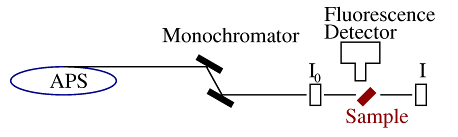 Fluorescence
Detector
Monochromator
APS
I₀
I
Sample